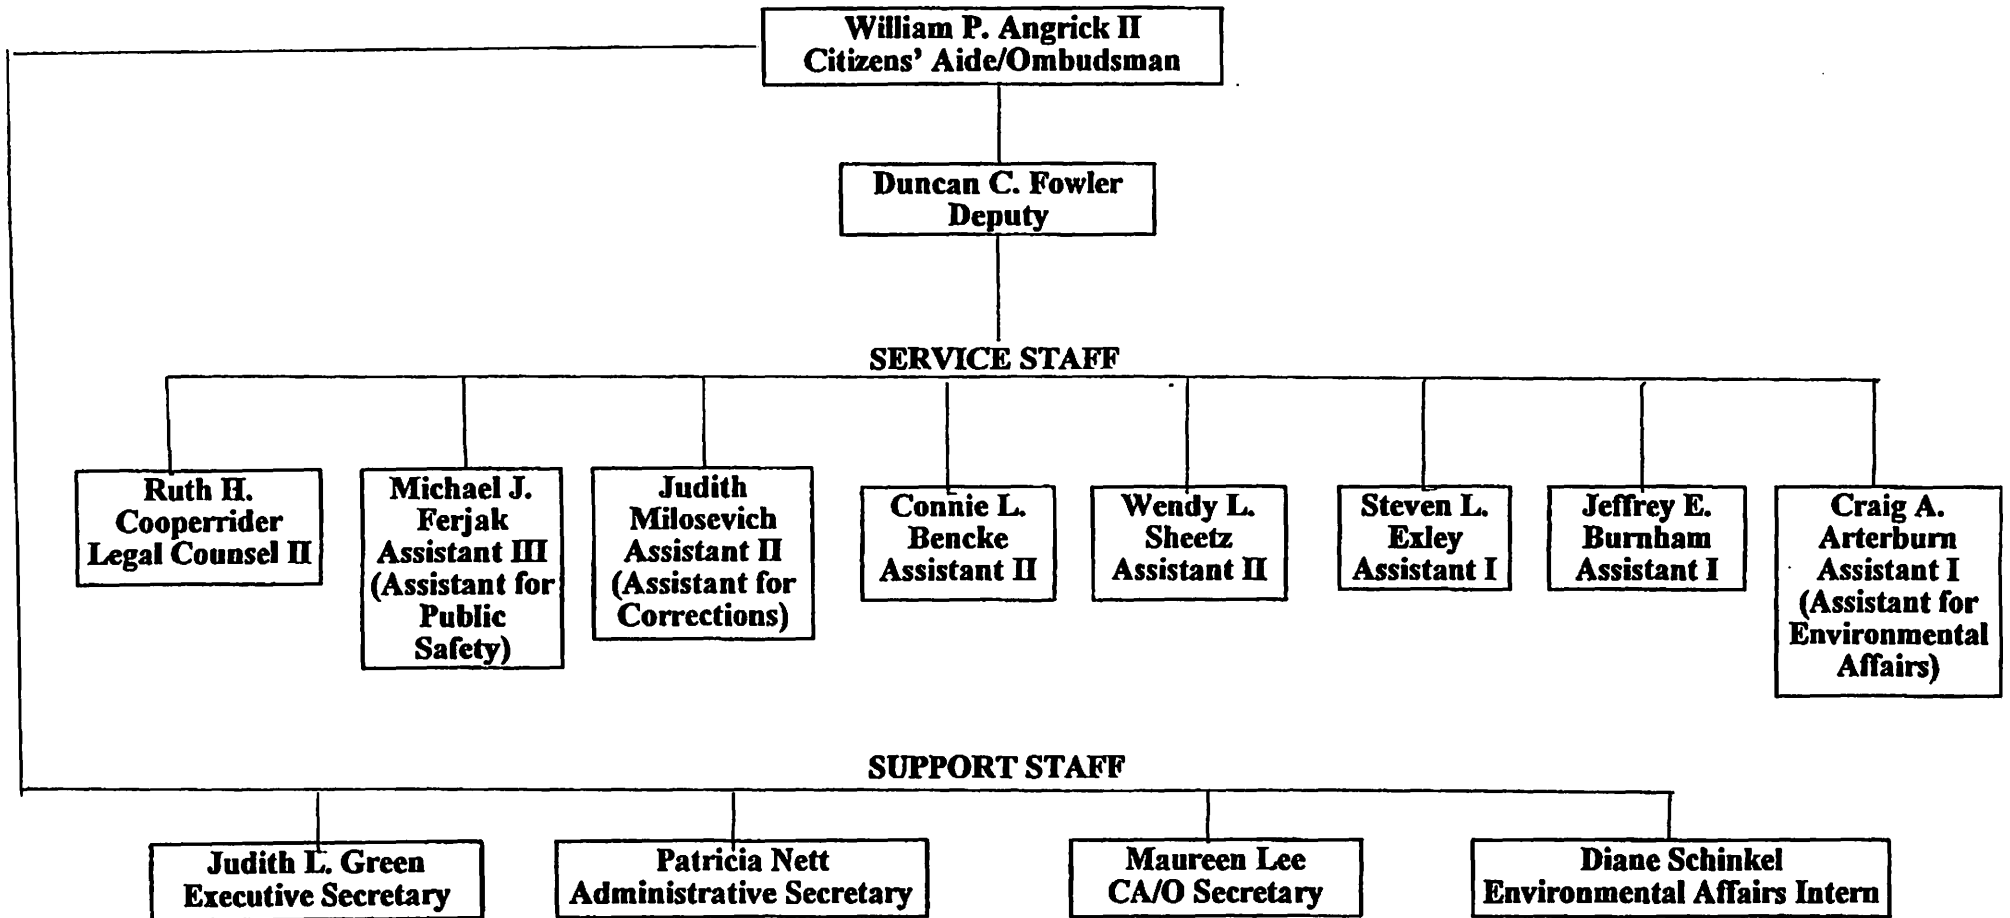 William P. Angrick II
Citizens' Aide/Ombudsman
Duncan C. Fowler
Deputy
SERVICE STAFF
Ruth H.
Cooperrider
Legal Counsel II
Michael J.
Ferjak
Assistant III
(Assistant for
Public
Safety)
Judith
Milosevich
Assistant II
(Assistant for
Corrections)
Connie L.
Bencke
Assistant II
Wendy L.
Sheetz
Assistant II
Steven L.
Exley
Assistant I
Jeffrey E.
Burnham
Assistant I
Craig A.
Arterburn
Assistant I
(Assistant for
Environmental
Affairs)
SUPPORT STAFF
Judith L. Green
Executive Secretary
Patricia Nett
Administrative Secretary
Maureen Lee
CA/O Secretary
Diane Schinkel
Environmental Affairs Intern